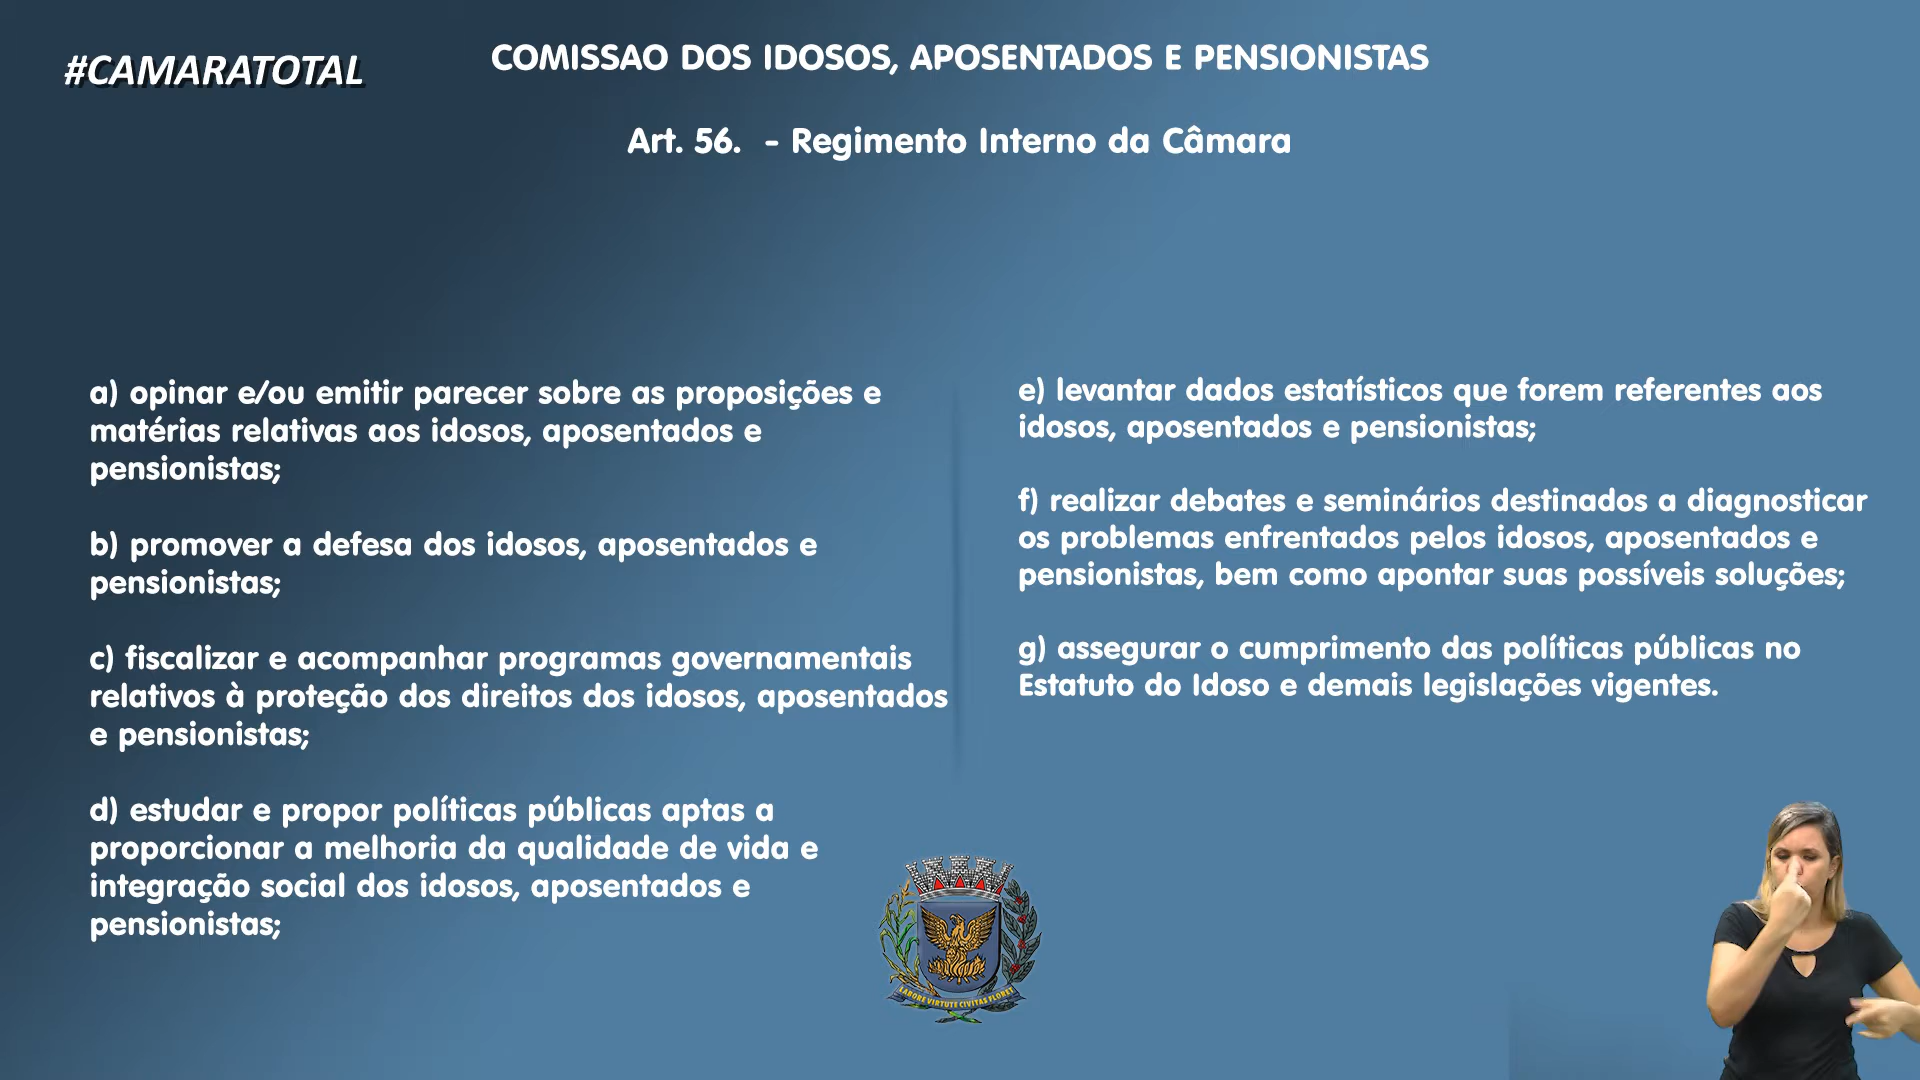 #CAMARATOTAL
COMISSAO DOS IDOSOS, APOSENTADOS E PENSIONISTAS
Art. 56.  - Regimento Interno da Câmara
a) opinar e/ou emitir parecer sobre as proposições e
matérias relativas aos idosos, aposentados e
pensionistas;
b) promover a defesa dos idosos, aposentados e
pensionistas;
c) fiscalizar e acompanhar programas governamentais
relativos à proteção dos direitos dos idosos, aposentados
e pensionistas;
d) estudar e propor políticas públicas aptas a
proporcionar a melhoria da qualidade de vida e
integração social dos idosos, aposentados e
pensionistas;
e) levantar dados estatísticos que forem referentes aos
idosos, aposentados e pensionistas;
f) realizar debates e seminários destinados a diagnosticar
os problemas enfrentados pelos idosos, aposentados e
pensionistas, bem como apontar suas possíveis soluções;
g) assegurar o cumprimento das políticas públicas no
Estatuto do Idoso e demais legislações vigentes.
LABORE VIRTUTE CIVITAS FLORET